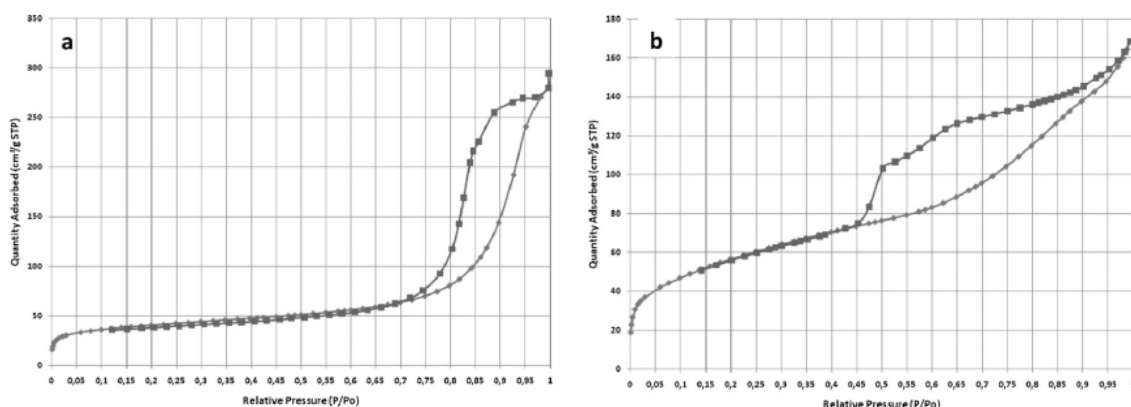 a
350
300
250
200
150
100
50
0
Quantity Adsorbed (cm³/g STP)
0 0,05 0,1 0,15 0,2 0,25 0,3 0,35 0,4 0,45 0,5 0,55 0,6 0,65 0,7 0,75 0,8 0,85 0,9 0,95 1
Relative Pressure (P/Po)
b
180
160
140
120
100
80
60
40
20
0
Quantity Adsorbed (cm³/g STP)
0 0,05 0,1 0,15 0,2 0,25 0,3 0,35 0,4 0,45 0,5 0,55 0,6 0,65 0,7 0,75 0,8 0,85 0,9 0,95
Relative Pressure (P/Po)